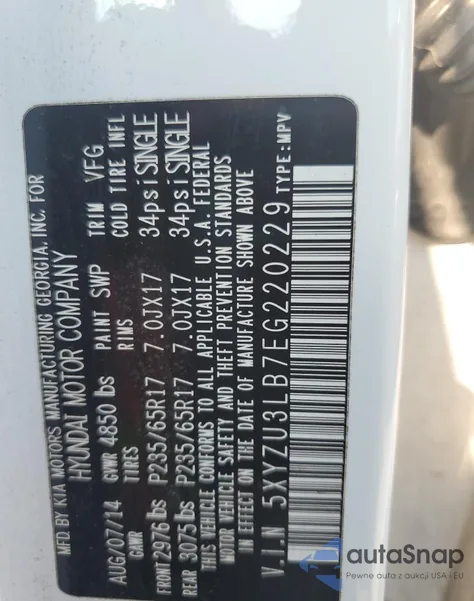 MFD BY KIA MOTORS MANUFACTURING GEORGIA, INC. FOR
HYUNDAI MOTOR COMPANY
AUG/07/14 GVWR 4850 lbs PAINT SWP TRIM VFG
GAWR TIRES RIMS COLD TIRE INFL
FRONT 2976 lbs P235/65R17 7.0JX17 34psi SINGLE
REAR 3075 lbs P235/65R17 7.0JX17 34psi SINGLE
THIS VEHICLE CONFORMS TO ALL APPLICABLE U.S.A. FEDERAL
MOTOR VEHICLE SAFETY AND THEFT PREVENTION STANDARDS
IN EFFECT ON THE DATE OF MANUFACTURE SHOWN ABOVE
V.I.N 5XYZU3LB7EG220229 TYPE:MPV
autoSnap
Pewne auta z USA i EU